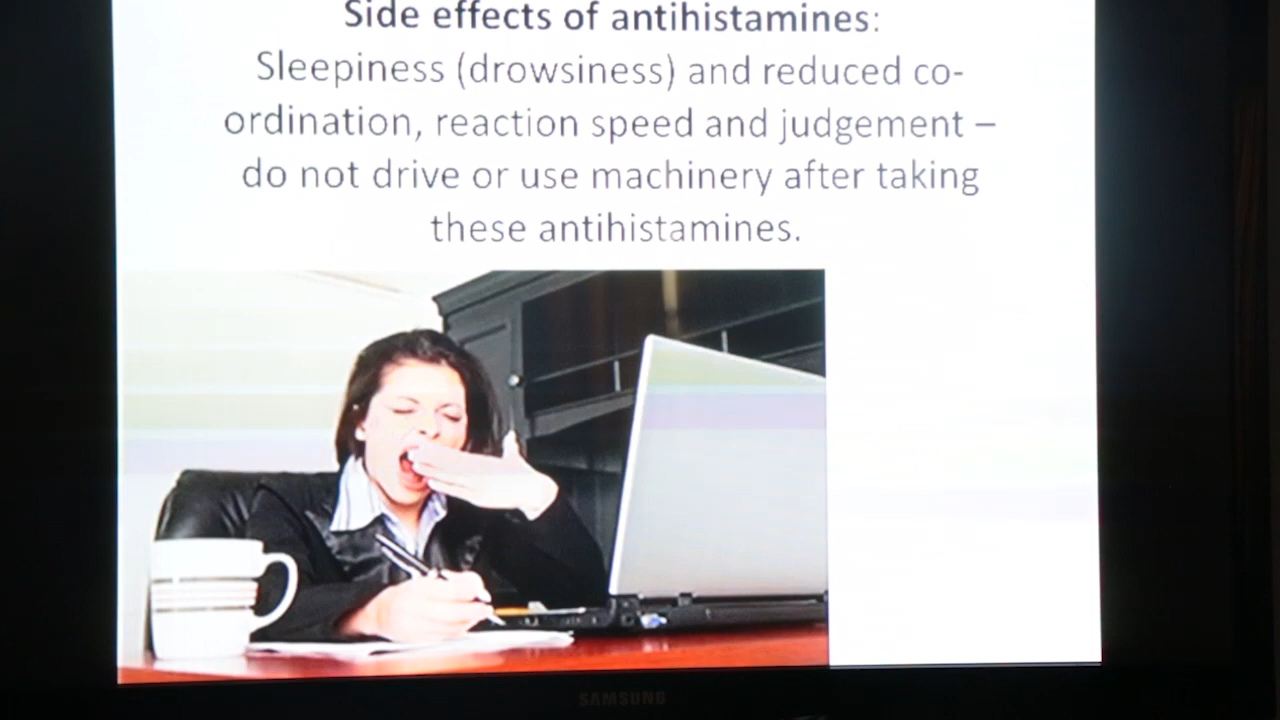 Side effects of antihistamines:
Sleepiness (drowsiness) and reduced co-
ordination, reaction speed and judgement –
do not drive or use machinery after taking
these antihistamines.
SAMSUNG